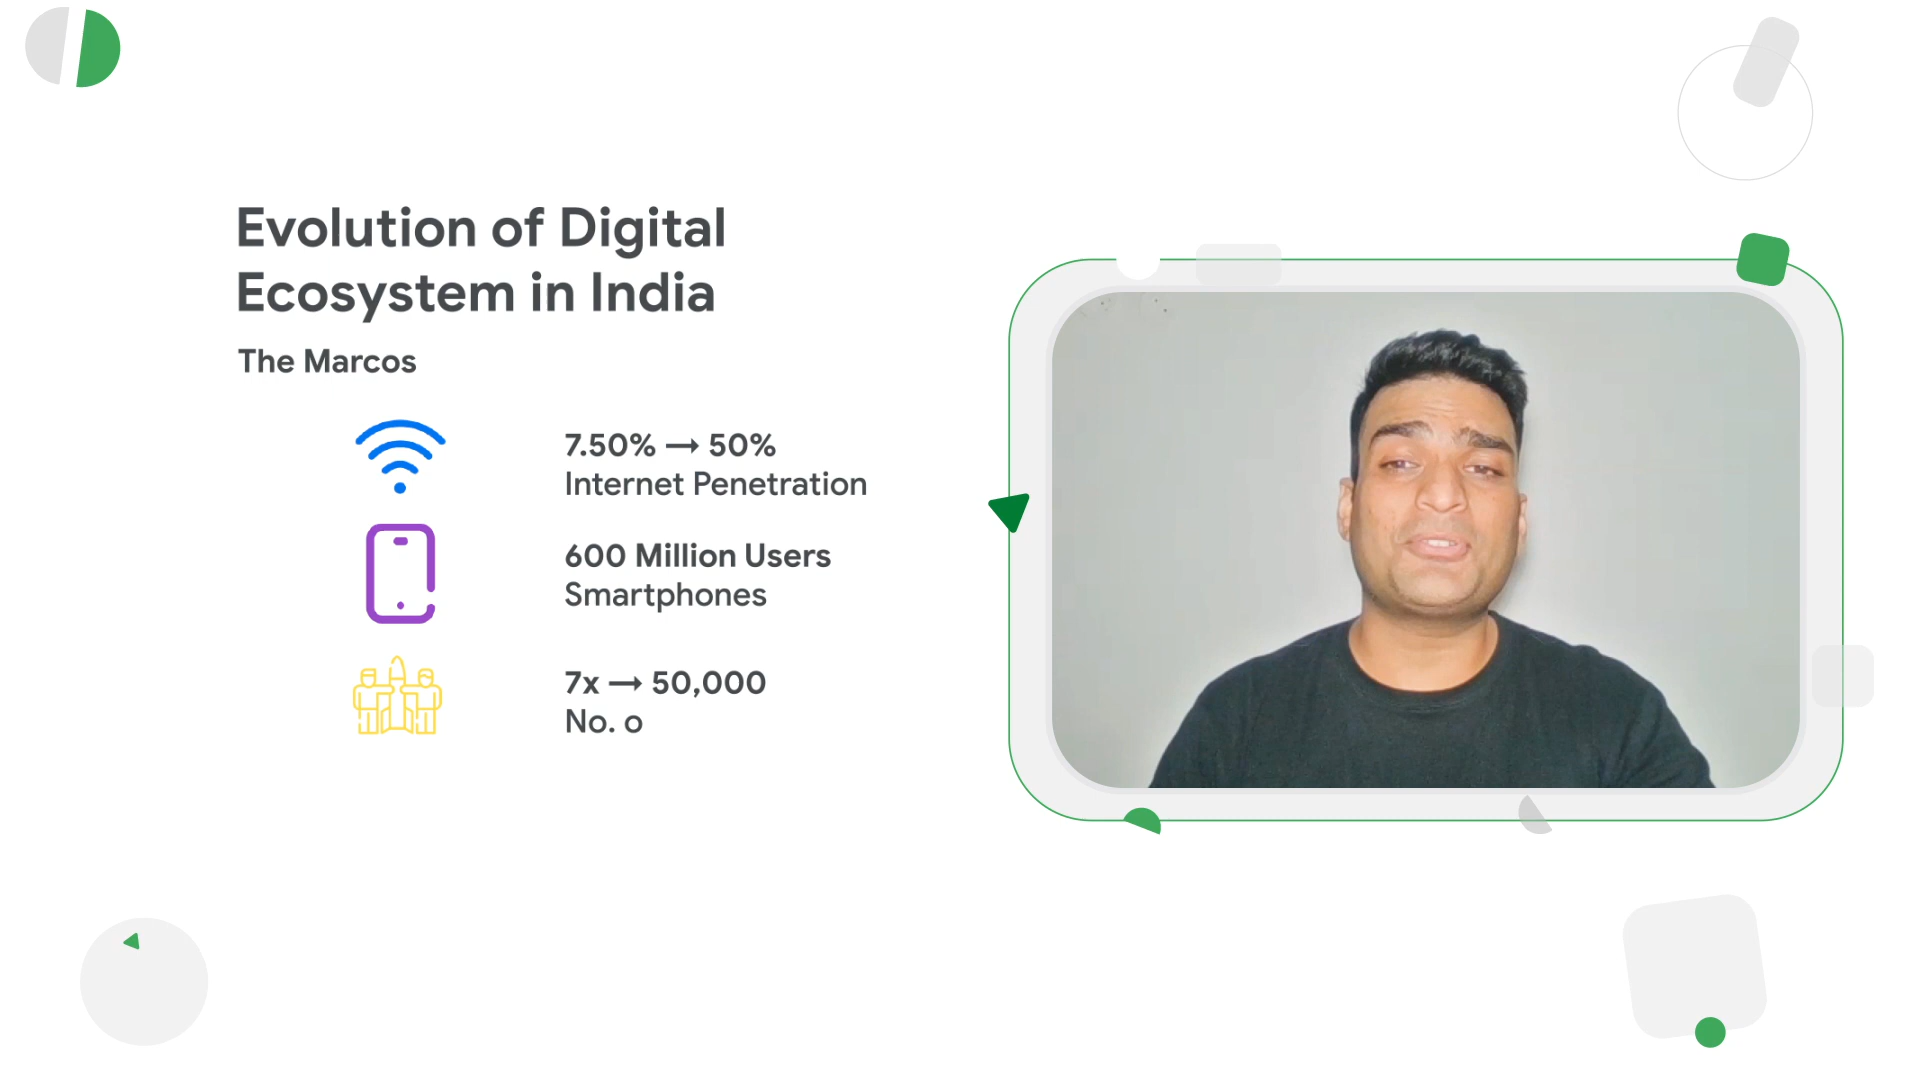 Evolution of Digital
Ecosystem in India
The Marcos
7.50% → 50%
Internet Penetration
600 Million Users
Smartphones
7x → 50,000
No. o